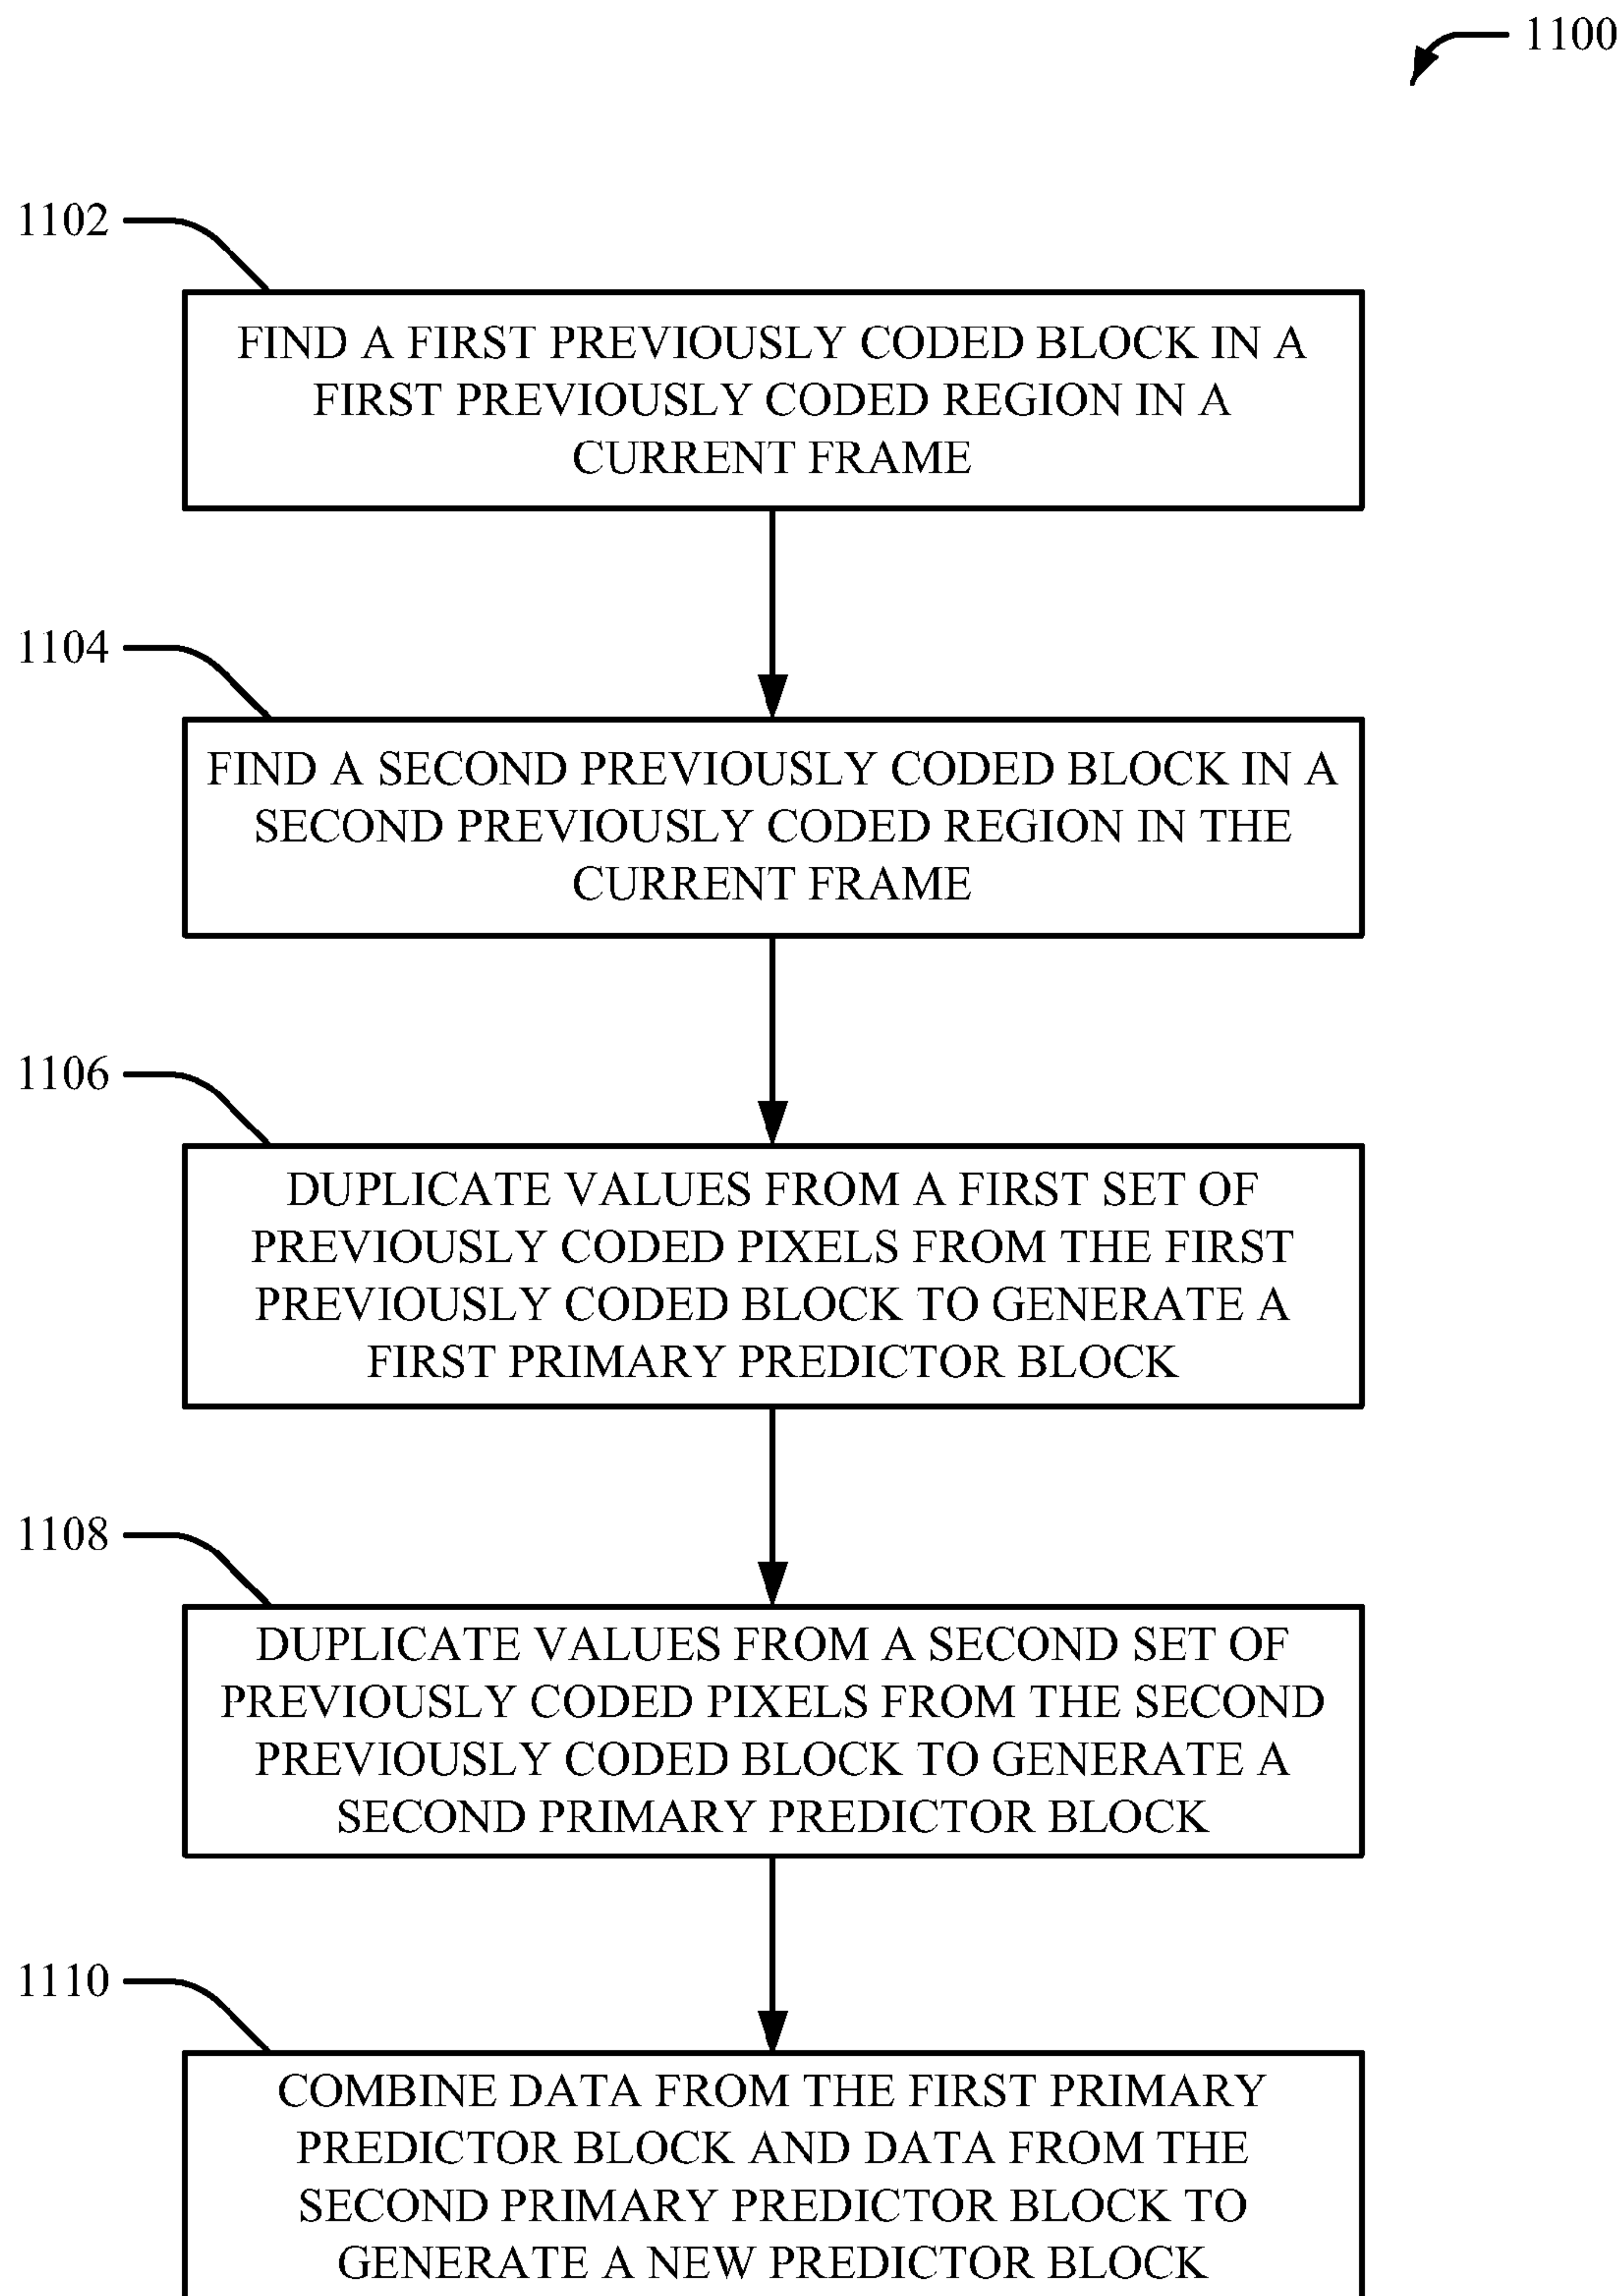 1100
1102
FIND A FIRST PREVIOUSLY CODED BLOCK IN A
FIRST PREVIOUSLY CODED REGION IN A
CURRENT FRAME
1104
FIND A SECOND PREVIOUSLY CODED BLOCK IN A
SECOND PREVIOUSLY CODED REGION IN THE
CURRENT FRAME
1106
DUPLICATE VALUES FROM A FIRST SET OF
PREVIOUSLY CODED PIXELS FROM THE FIRST
PREVIOUSLY CODED BLOCK TO GENERATE A
FIRST PRIMARY PREDICTOR BLOCK
1108
DUPLICATE VALUES FROM A SECOND SET OF
PREVIOUSLY CODED PIXELS FROM THE SECOND
PREVIOUSLY CODED BLOCK TO GENERATE A
SECOND PRIMARY PREDICTOR BLOCK
1110
COMBINE DATA FROM THE FIRST PRIMARY
PREDICTOR BLOCK AND DATA FROM THE
SECOND PRIMARY PREDICTOR BLOCK TO
GENERATE A NEW PREDICTOR BLOCK